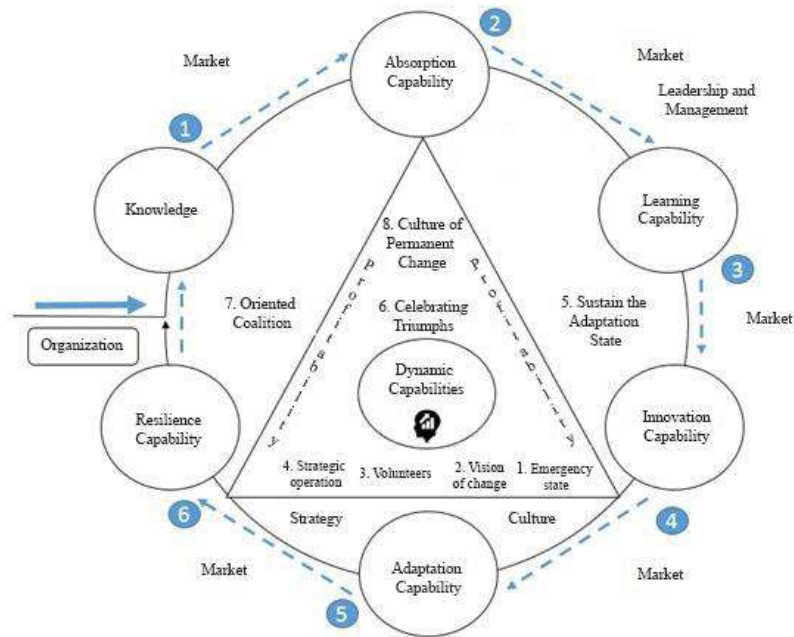 2
Market
Absorption
Capability
Market
Leadership and
Management
1
Knowledge
Learning
Capability
8. Culture of
Permanent
Change
Profitability
Profitability
3
7. Oriented
Coalition
6. Celebrating
Triumphs
5. Sustain the
Adaptation
State
Market
Organization
Dynamic
Capabilities
Resilience
Capability
Innovation
Capability
4. Strategic
operation
3. Volunteers
2. Vision
of change
1. Emergency
state
6
Strategy
Culture
4
Market
Adaptation
Capability
Market
5